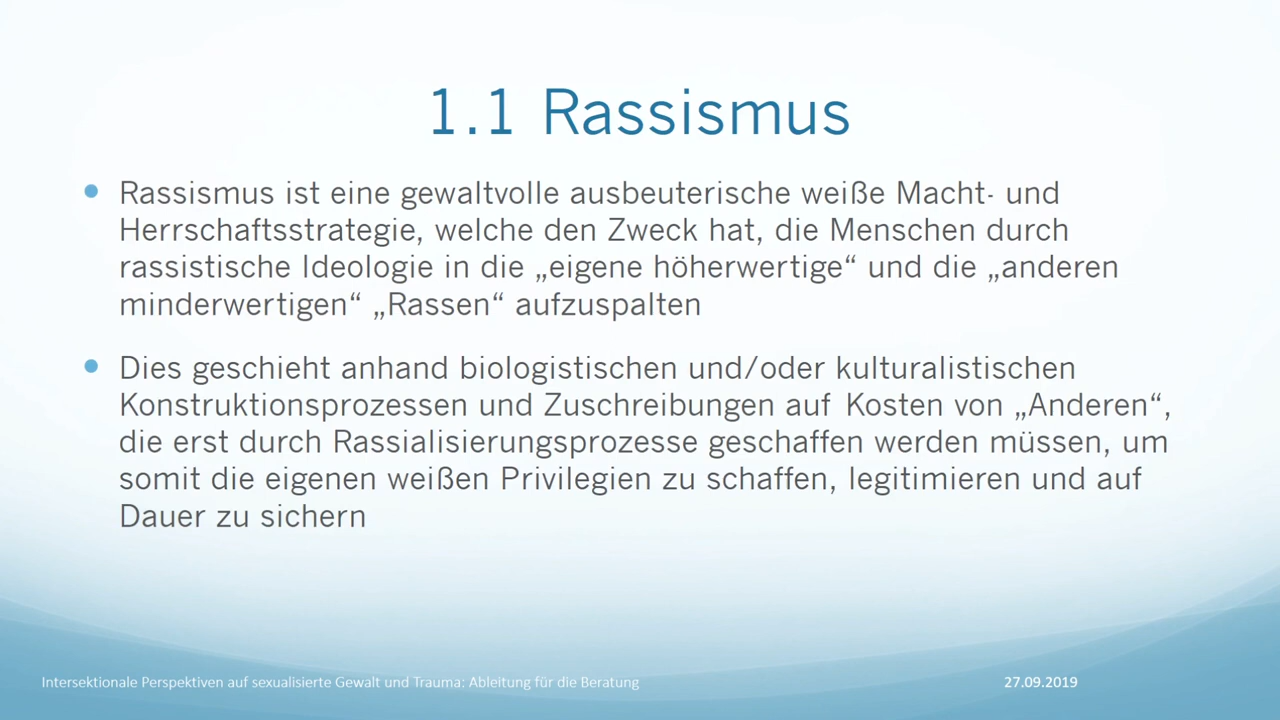 1.1 Rassismus
Rassismus ist eine gewaltvolle ausbeuterische weiße Macht- und
Herrschaftsstrategie, welche den Zweck hat, die Menschen durch
rassistische Ideologie in die „eigene höherwertige“ und die „anderen
minderwertigen“ „Rassen“ aufzuspalten
Dies geschieht anhand biologistischen und/oder kulturalistischen
Konstruktionsprozessen und Zuschreibungen auf Kosten von „Anderen“,
die erst durch Rassialisierungsprozesse geschaffen werden müssen, um
somit die eigenen weißen Privilegien zu schaffen, legitimieren und auf
Dauer zu sichern
Intersektionale Perspektiven auf sexualisierte Gewalt und Trauma: Ableitung für die Beratung
27.09.2019